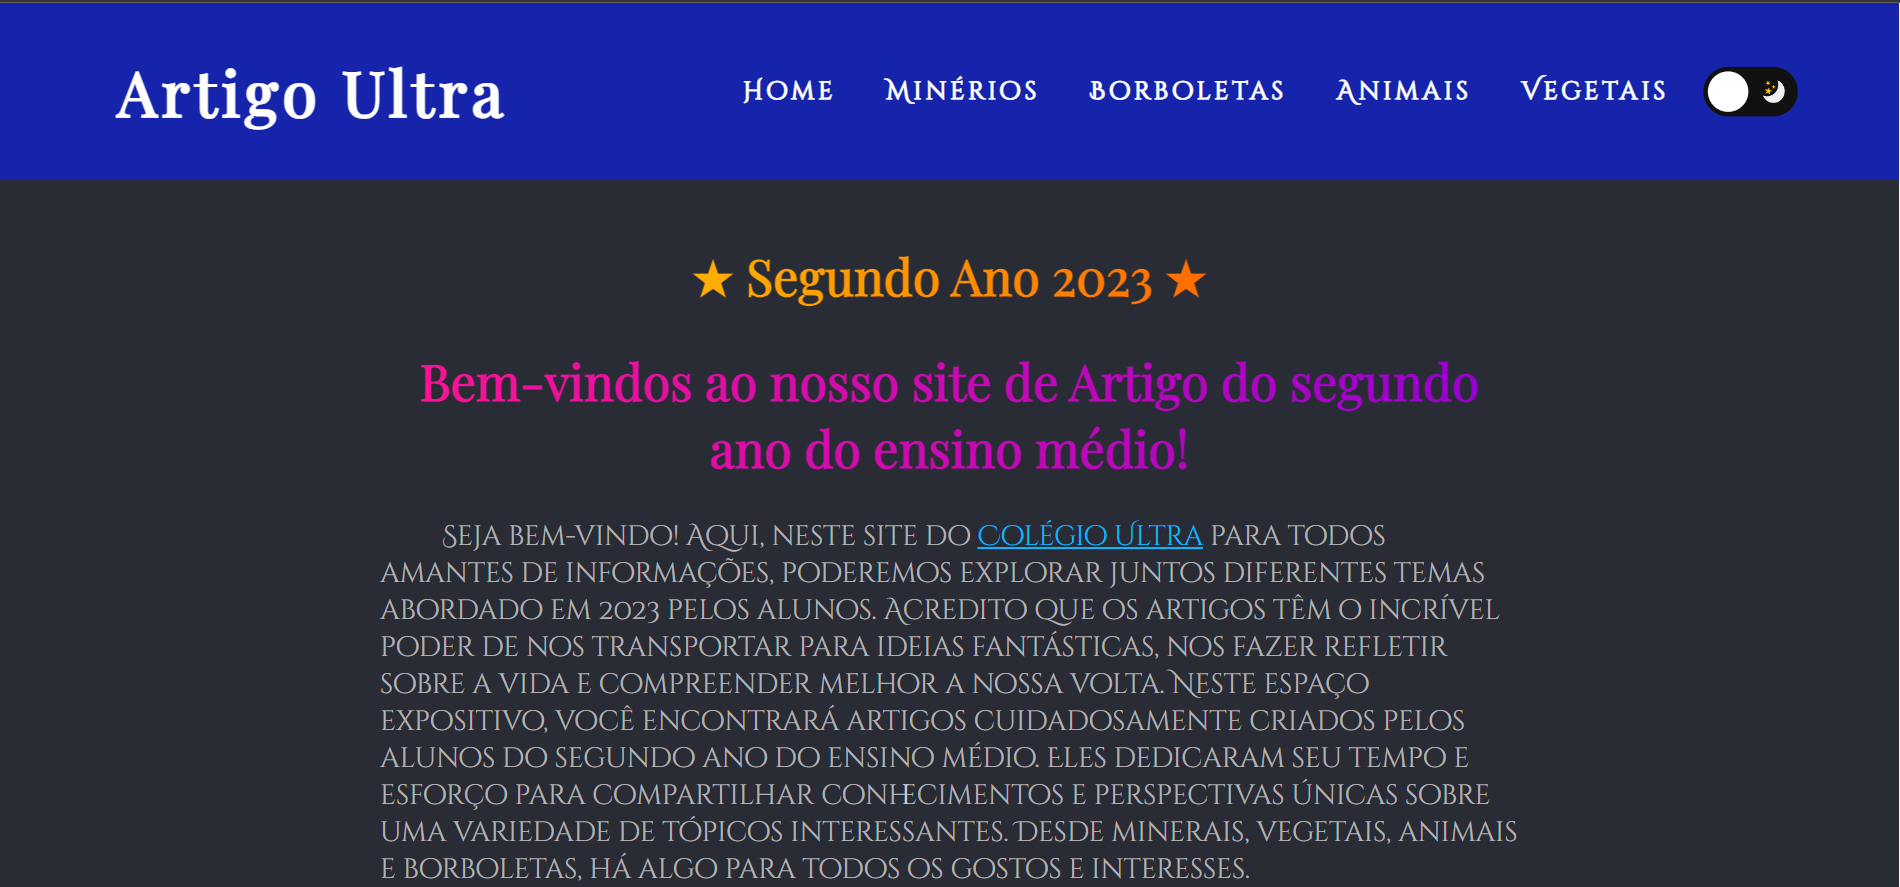 Artigo Ultra
Home Minérios Borboletas Animais Vegetais
★ Segundo Ano 2023 ★
Bem-vindos ao nosso site de Artigo do segundo
ano do ensino médio!
Seja bem-vindo! Aqui, neste site do Colégio Ultra para todos
amantes de informações, poderemos explorar juntos diferentes temas
abordado em 2023 pelos alunos. Acredito que os artigos têm o incrível
poder de nos transportar para ideias fantásticas, nos fazer refletir
sobre a vida e compreender melhor a nossa volta. Neste espaço
expositivo, você encontrará artigos cuidadosamente criados pelos
alunos do segundo ano do ensino médio. Eles dedicaram seu tempo e
esforço para compartilhar conhecimentos e perspectivas únicas sobre
uma variedade de tópicos interessantes. Desde minerais, vegetais, animais
e borboletas, há algo para todos os gostos e interesses.